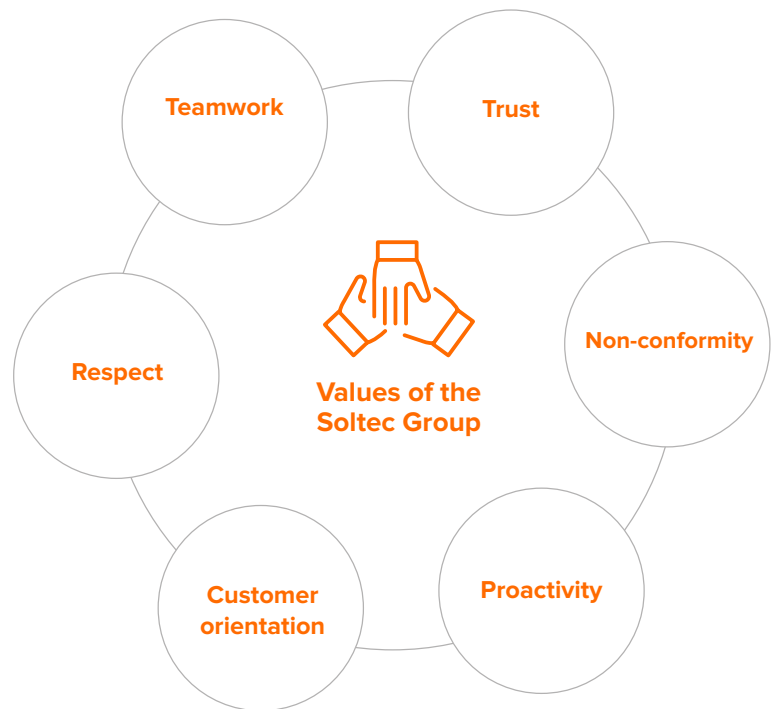 Teamwork
Trust
Non-conformity
Respect
Values of the
Soltec Group
Proactivity
Customer
orientation